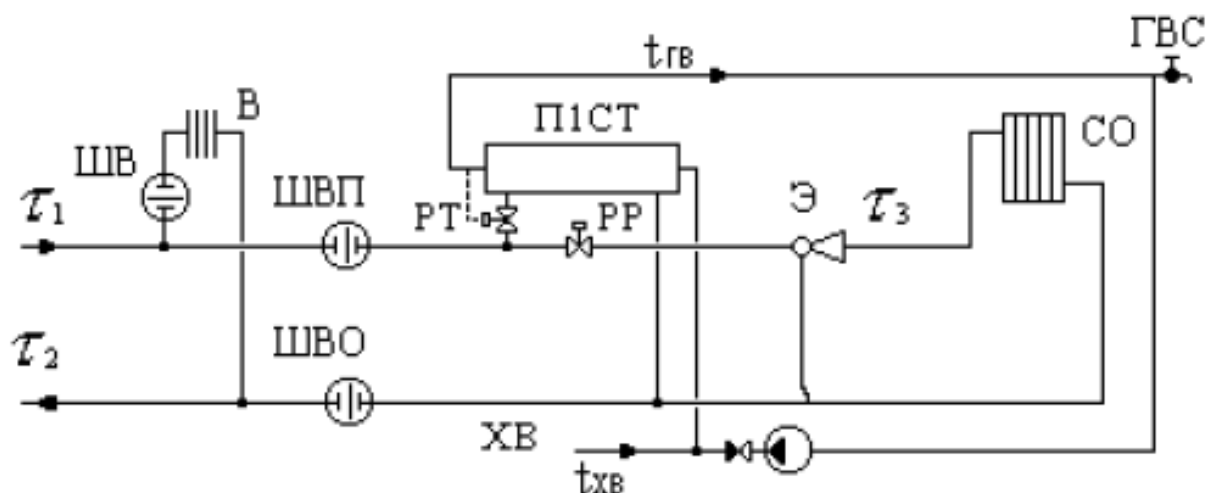 ГВС
tГВ
В
П1СТ
СО
ШВ
ШВП
Э
τ1
РТ
РР
τ3
ШВО
τ2
ХВ
tХВ